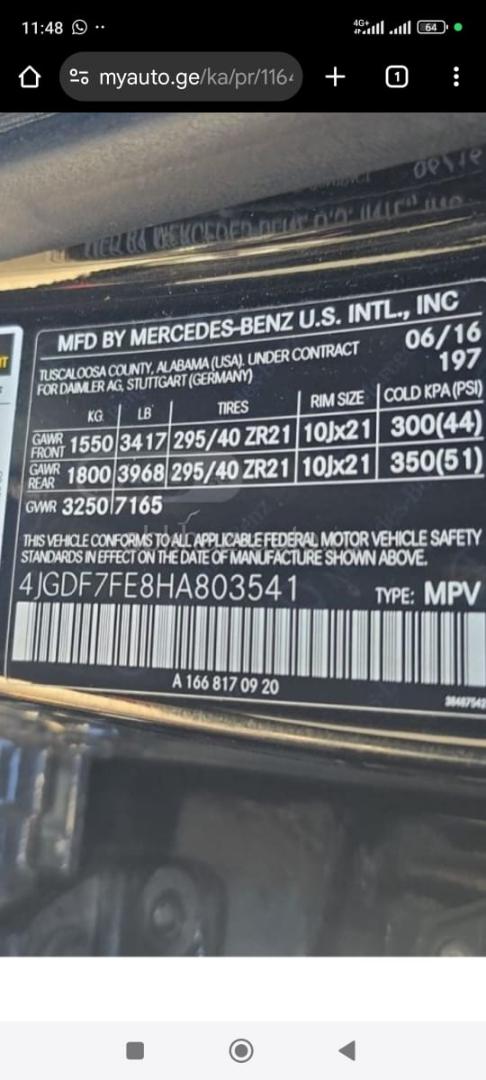 11:48
4G+
64
myauto.ge/ka/pr/116
1
MFD BY MERCEDES-BENZ U.S. INTL., INC
TUSCALOOSA COUNTY, ALABAMA (USA). UNDER CONTRACT 06/16
FOR DAIMLER AG, STUTTGART (GERMANY) 197
KG LB TIRES RIM SIZE COLD KPA(PSI)
GAWR FRONT 1550 3417 295/40 ZR21 10Jx21 300(44)
GAWR REAR 1800 3968 295/40 ZR21 10Jx21 350(51)
GVWR 3250 7165
THIS VEHICLE CONFORMS TO ALL APPLICABLE FEDERAL MOTOR VEHICLE SAFETY
STANDARDS IN EFFECT ON THE DATE OF MANUFACTURE SHOWN ABOVE.
4JGDF7FE8HA803541 TYPE: MPV
A 166 817 09 20